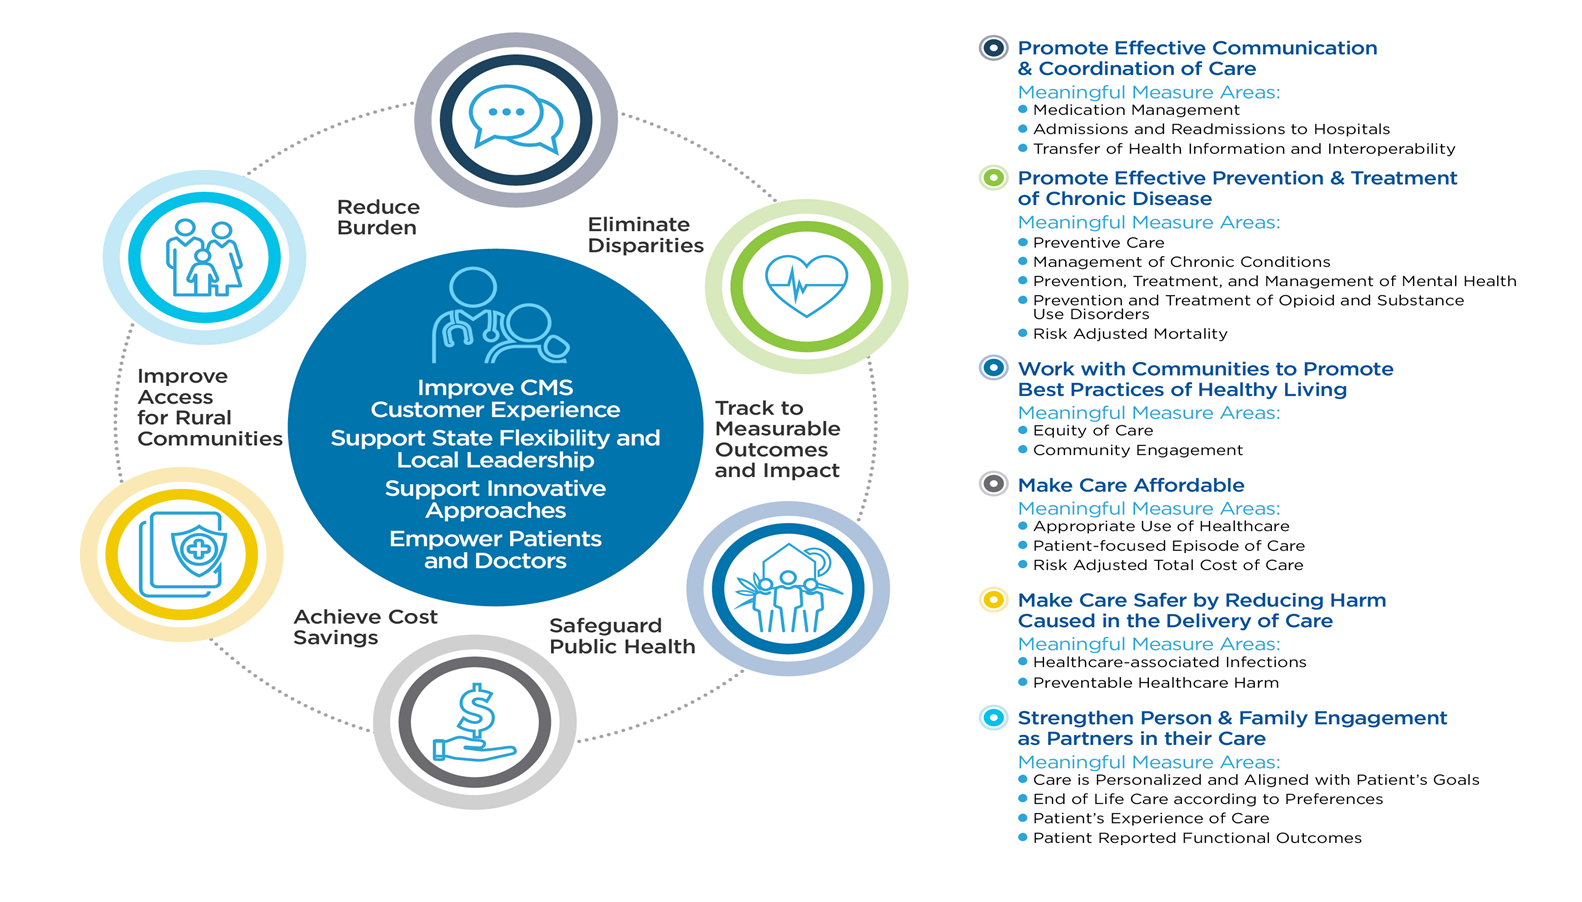 Reduce
Burden
Eliminate
Disparities
Improve
Access
for Rural
Communities
Improve CMS
Customer Experience
Support State Flexibility and
Local Leadership
Support Innovative
Approaches
Empower Patients
and Doctors
Track to
Measurable
Outcomes
and Impact
Achieve Cost
Savings
Safeguard
Public Health
$
Promote Effective Communication
& Coordination of Care
Meaningful Measure Areas:
Medication Management
Admissions and Readmissions to Hospitals
Transfer of Health Information and Interoperability
Promote Effective Prevention & Treatment
of Chronic Disease
Meaningful Measure Areas:
Preventive Care
Management of Chronic Conditions
Prevention, Treatment, and Management of Mental Health
Prevention and Treatment of Opioid and Substance
Use Disorders
Risk Adjusted Mortality
Work with Communities to Promote
Best Practices of Healthy Living
Meaningful Measure Areas:
Equity of Care
Community Engagement
Make Care Affordable
Meaningful Measure Areas:
Appropriate Use of Healthcare
Patient-focused Episode of Care
Risk Adjusted Total Cost of Care
Make Care Safer by Reducing Harm
Caused in the Delivery of Care
Meaningful Measure Areas:
Healthcare-associated Infections
Preventable Healthcare Harm
Strengthen Person & Family Engagement
as Partners in their Care
Meaningful Measure Areas:
Care is Personalized and Aligned with Patient's Goals
End of Life Care according to Preferences
Patient's Experience of Care
Patient Reported Functional Outcomes